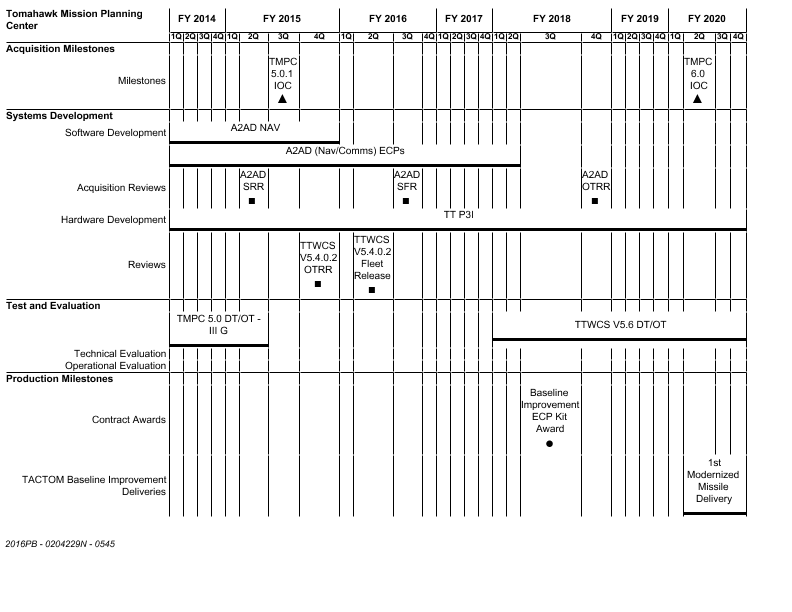 Tomahawk Mission Planning
Center
FY 2014 FY 2015 FY 2016 FY 2017 FY 2018 FY 2019 FY 2020
1Q 2Q 3Q 4Q 1Q 2Q 3Q 4Q 1Q 2Q 3Q 4Q 1Q 2Q 3Q 4Q 1Q 2Q 3Q 4Q 1Q 2Q 3Q 4Q 1Q 2Q 3Q 4Q
Acquisition Milestones
Milestones
TMPC
5.0.1
IOC
TMPC
6.0
IOC
Systems Development
Software Development
A2AD NAV
A2AD (Nav/Comms) ECPs
Acquisition Reviews
A2AD
SRR
A2AD
SFR
A2AD
OTRR
Hardware Development
TT P3I
Reviews
TTWCS
V5.4.0.2
OTRR
TTWCS
V5.4.0.2
Fleet
Release
Test and Evaluation
TMPC 5.0 DT/OT -
III G
TTWCS V5.6 DT/OT
Technical Evaluation
Operational Evaluation
Production Milestones
Contract Awards
Baseline
Improvement
ECP Kit
Award
TACTOM Baseline Improvement
Deliveries
1st
Modernized
Missile
Delivery
2016PB - 0204229N - 0545